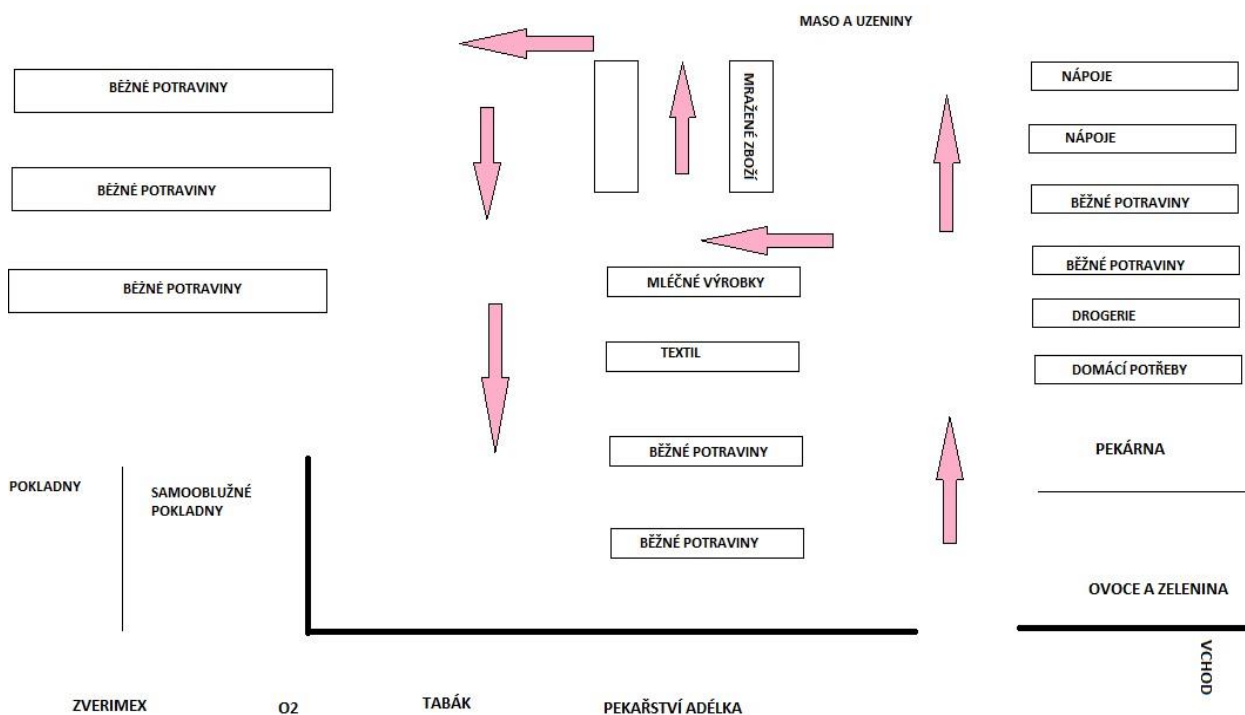 MASO A UZENINY
BĚŽNÉ POTRAVINY
MRAŽENÉ ZBOŽÍ
NÁPOJE
NÁPOJE
BĚŽNÉ POTRAVINY
BĚŽNÉ POTRAVINY
BĚŽNÉ POTRAVINY
BĚŽNÉ POTRAVINY
MLÉČNÉ VÝROBKY
DROGERIE
TEXTIL
DOMÁCÍ POTŘEBY
BĚŽNÉ POTRAVINY
PEKÁRNA
POKLADNY
SAMOOBLUŽNÉ
POKLADNY
BĚŽNÉ POTRAVINY
OVOCE A ZELENINA
VCHOD
ZVERIMEX
O2
TABÁK
PEKAŘSTVÍ ADÉLKA